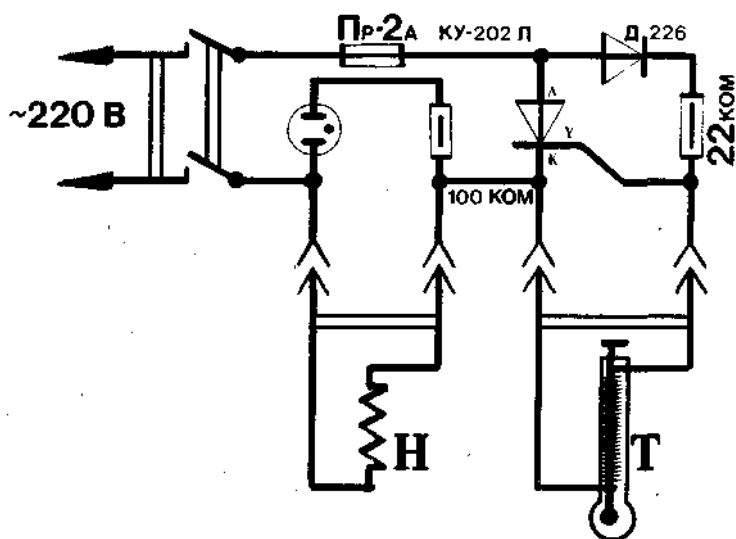 Пр-2А КУ-202 Л Д 226
~220 В
А
У
К
22 КОМ
100 КОМ
Н
Т